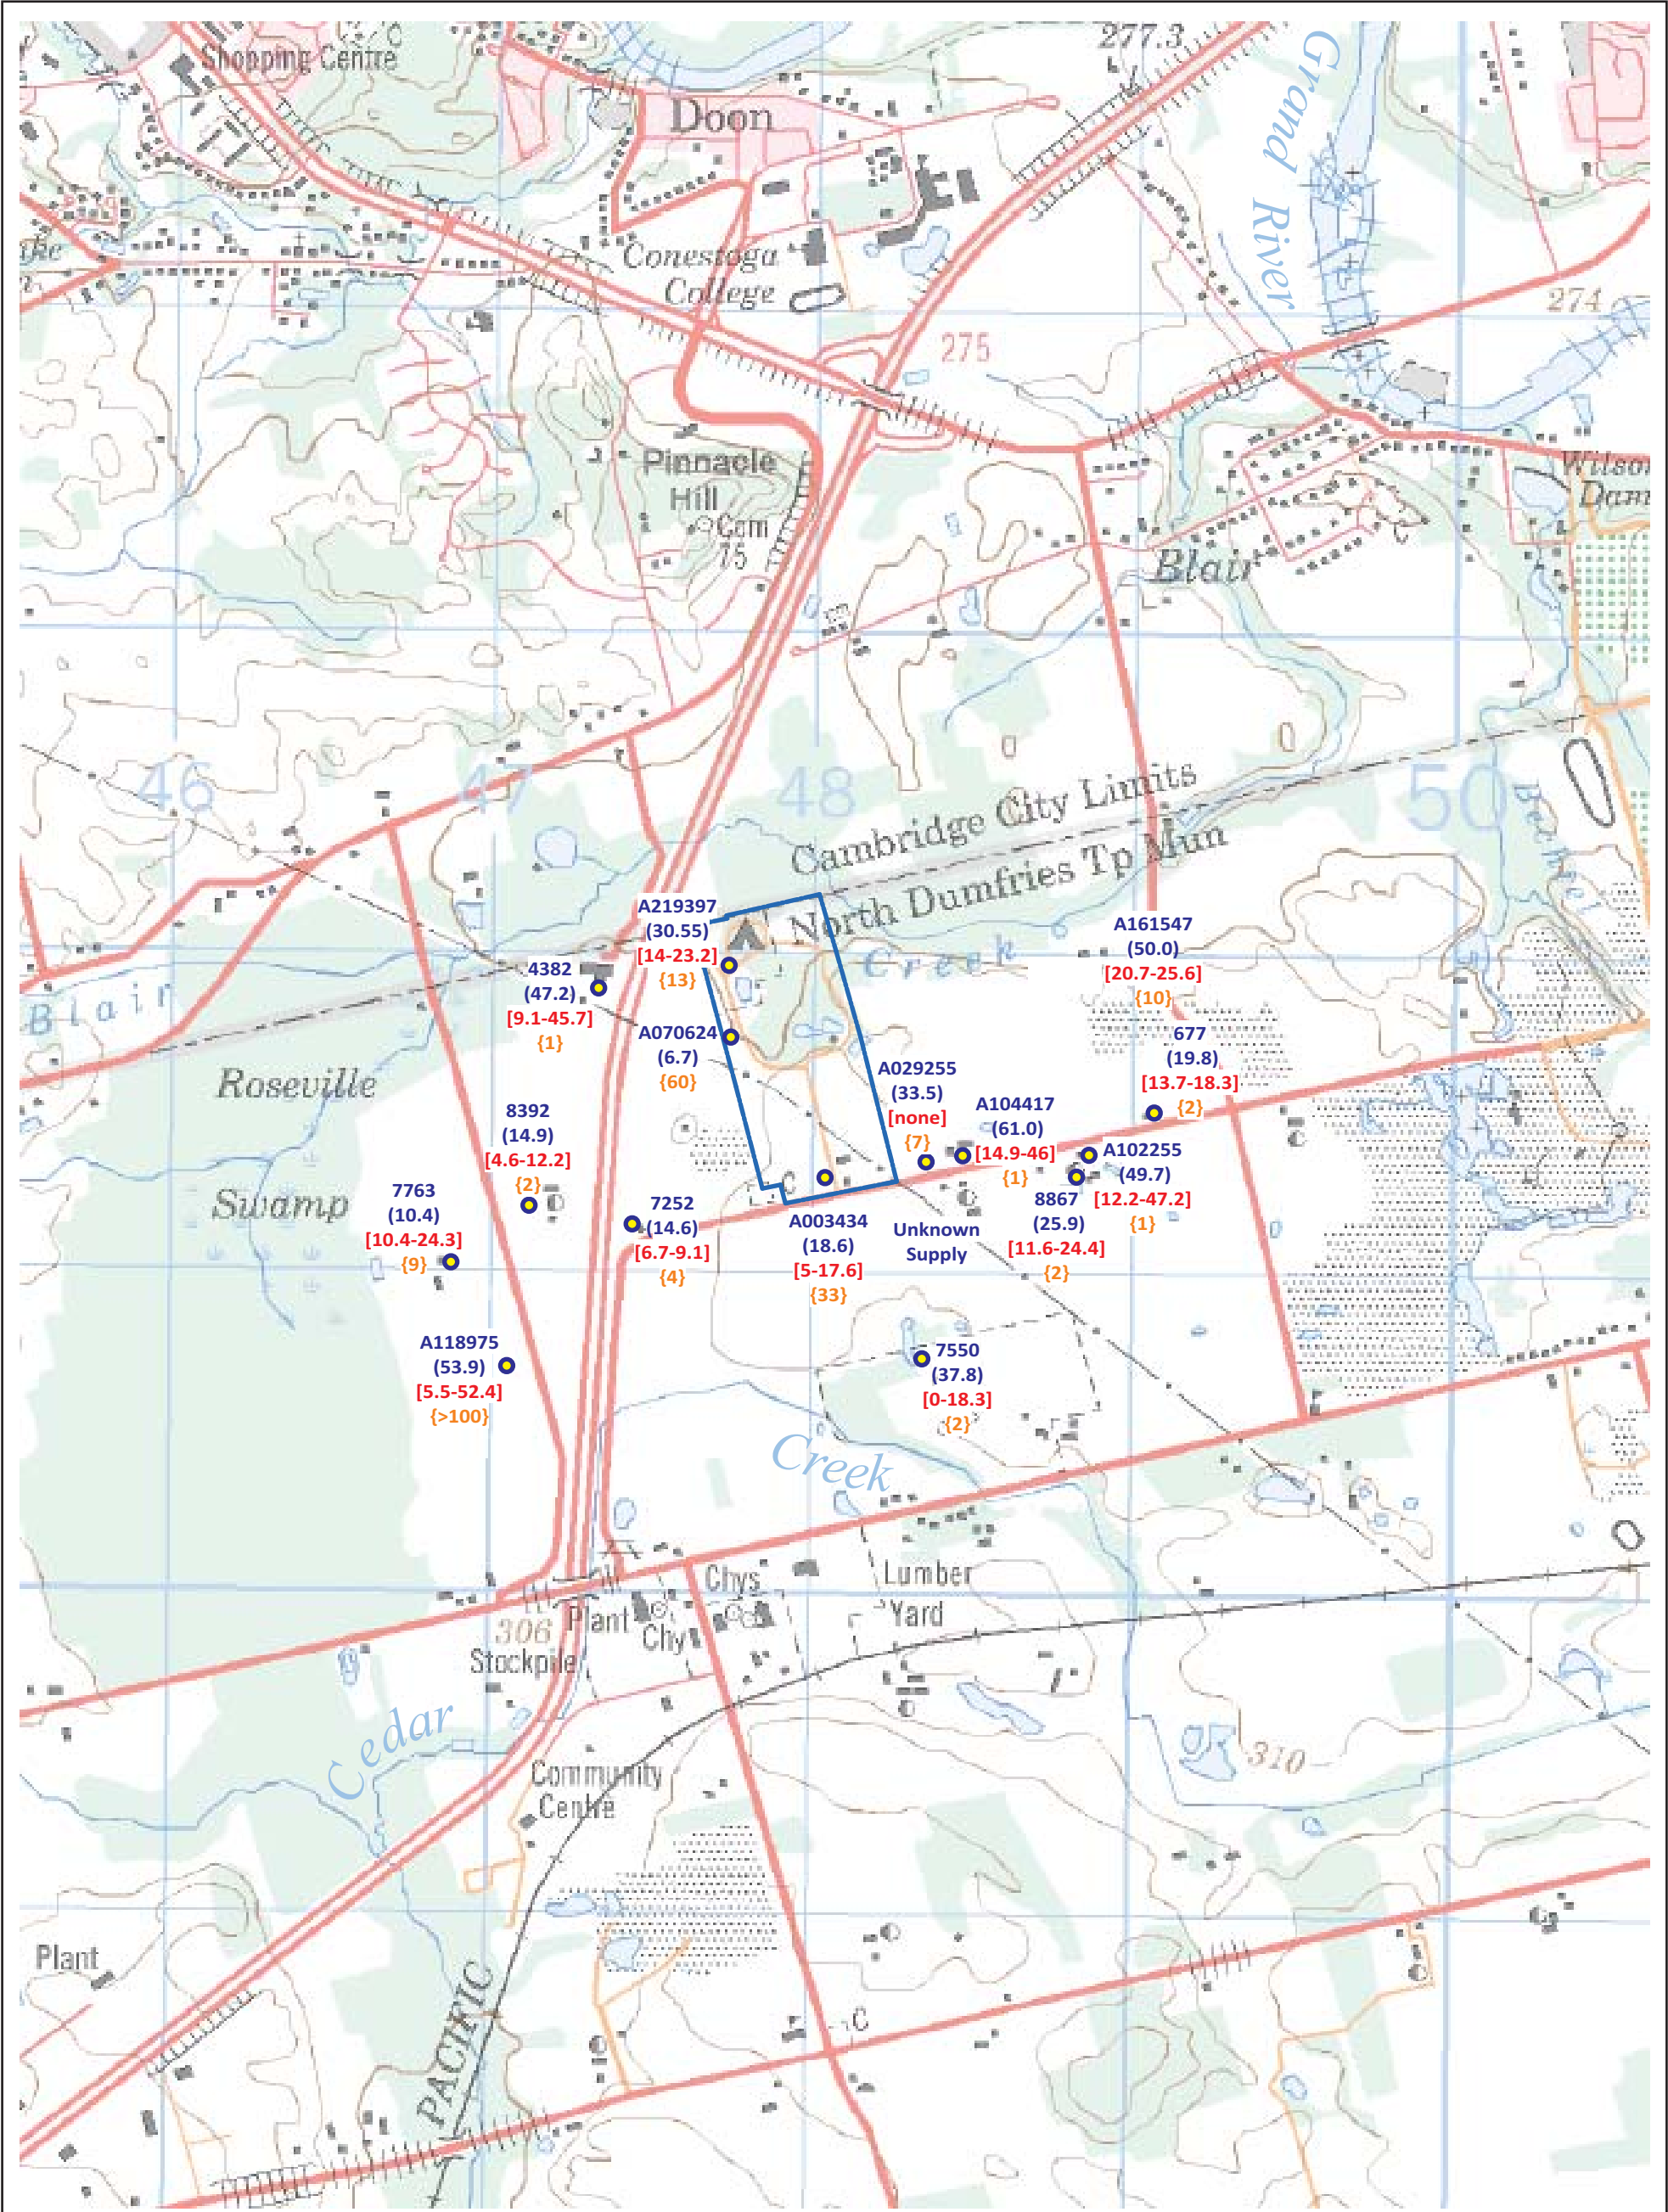 Shopping Centre
277.3
Grand River
Doon
Conestoga
College
274
275
Pinnacle
Hill
Com
75
Wilson
Dam
Blair
46
47
48
50
Cambridge City Limits
North Dumfries Tp Mun
Creek
Blair
Bechtel
A219397
(30.55)
[14-23.2]
{13}
4382
(47.2)
[9.1-45.7]
{1}
A161547
(50.0)
[20.7-25.6]
{10}
A070624
(6.7)
{60}
677
(19.8)
[13.7-18.3]
{2}
A029255
(33.5)
[none]
{7}
Roseville
Swamp
8392
(14.9)
[4.6-12.2]
{2}
A104417
(61.0)
[14.9-46]
{1}
A102255
(49.7)
[12.2-47.2]
{1}
7763
(10.4)
[10.4-24.3]
{9}
7252
(14.6)
[6.7-9.1]
{4}
C
A003434
(18.6)
[5-17.6]
{33}
Unknown
Supply
8867
(25.9)
[11.6-24.4]
{2}
A118975
(53.9)
[5.5-52.4]
{>100}
7550
(37.8)
[0-18.3]
{2}
Creek
Chys
Lumber
Yard
Plant
Chy
306
Stockpile
Cedar
310
Community
Centre
Plant
PACIFIC
C